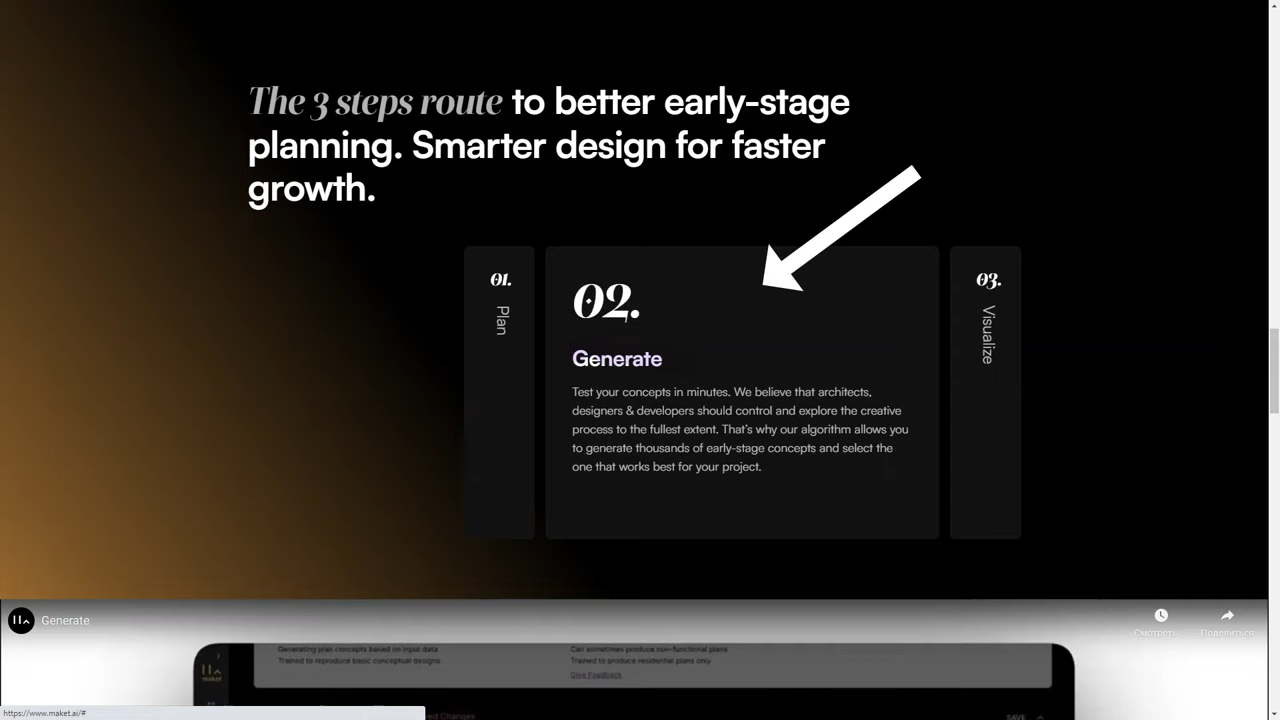 The 3 steps route to better early-stage
planning. Smarter design for faster
growth.
01.
Plan
02.
Generate
Test your concepts in minutes. We believe that architects,
designers & developers should control and explore the creative
process to the fullest extent. That's why our algorithm allows you
to generate thousands of early-stage concepts and select the
one that works best for your project.
03.
Visualize
Generate
Смотреть...
Поделиться
Generating plan concepts based on input data
Trained to reproduce basic conceptual designs
Can sometimes produce non-functional plans
Trained to produce residential plans only
Give Feedback
maket
Changes
SAVE
https://www.maket.ai/#